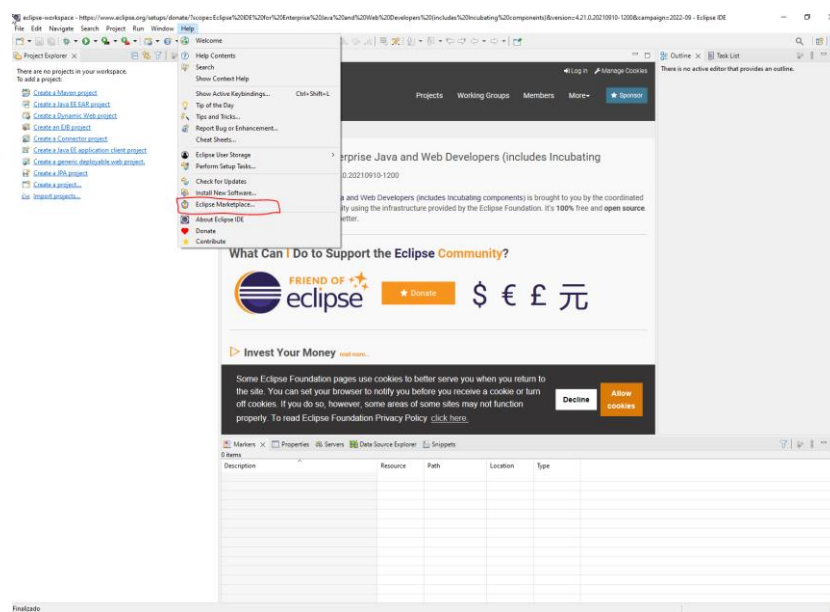 eclipse-workspace - https://www.eclipse.org/setups/donate/?scope=Eclipse%20IDE%20for%20Enterprise%20Java%20and%20Web%20Developers%20(includes%20Incubating%20components)&version=4.21.0.20210910-1200&campaign=2022-09 - Eclipse IDE
File Edit Navigate Search Project Run Window Help
Project Explorer
There are no projects in your workspace.
To add a project:
Create a Maven project
Create a Java EE EAR project
Create a Dynamic Web project
Create an EJB project
Create a Connector project
Create a Java EE application client project
Create a generic deployable web project.
Create a JPA project
Create a project...
Import projects...
Welcome
Help Contents
Search
Show Context Help
Show Active Keybindings... Ctrl+Shift+L
Tip of the Day
Tips and Tricks...
Report Bug or Enhancement...
Cheat Sheets...
Eclipse User Storage
Perform Setup Tasks...
Check for Updates
Install New Software...
Eclipse Marketplace...
About Eclipse IDE
Donate
Contribute
Log in Manage Cookies
Projects Working Groups Members More Sponsor
erprise Java and Web Developers (includes Incubating
.0.20210910-1200
a and Web Developers (includes incubating components) is brought to you by the coordinated
ity using the infrastructure provided by the Eclipse Foundation. It's 100% free and open source.
etter.
What Can I Do to Support the Eclipse Community?
FRIEND OF
eclipse
Donate
$ € £ 元
Invest Your Money read more...
Some Eclipse Foundation pages use cookies to better serve you when you return to
the site. You can set your browser to notify you before you receive a cookie or turn
off cookies. If you do so, however, some areas of some sites may not function
properly. To read Eclipse Foundation Privacy Policy click here.
Decline
Allow
cookies
Outline Task List
There is no active editor that provides an outline.
Markers Properties Servers Data Source Explorer Snippets
0 items
Description Resource Path Location Type
Finalizado